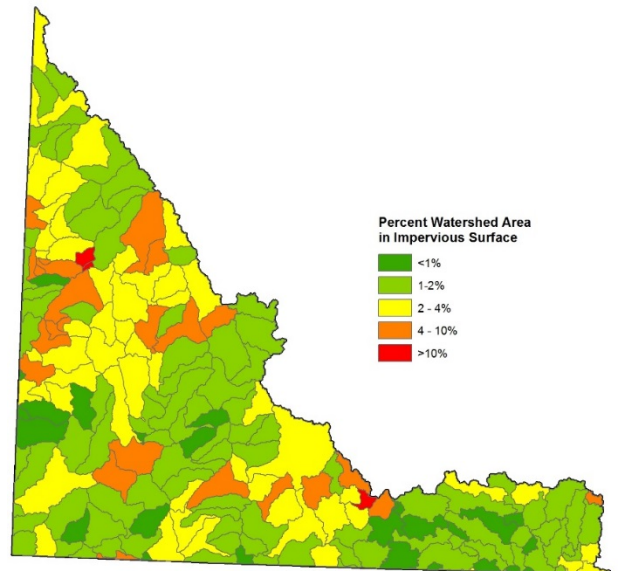 Percent Watershed Area
in Impervious Surface
<1%
1-2%
2 - 4%
4 - 10%
>10%